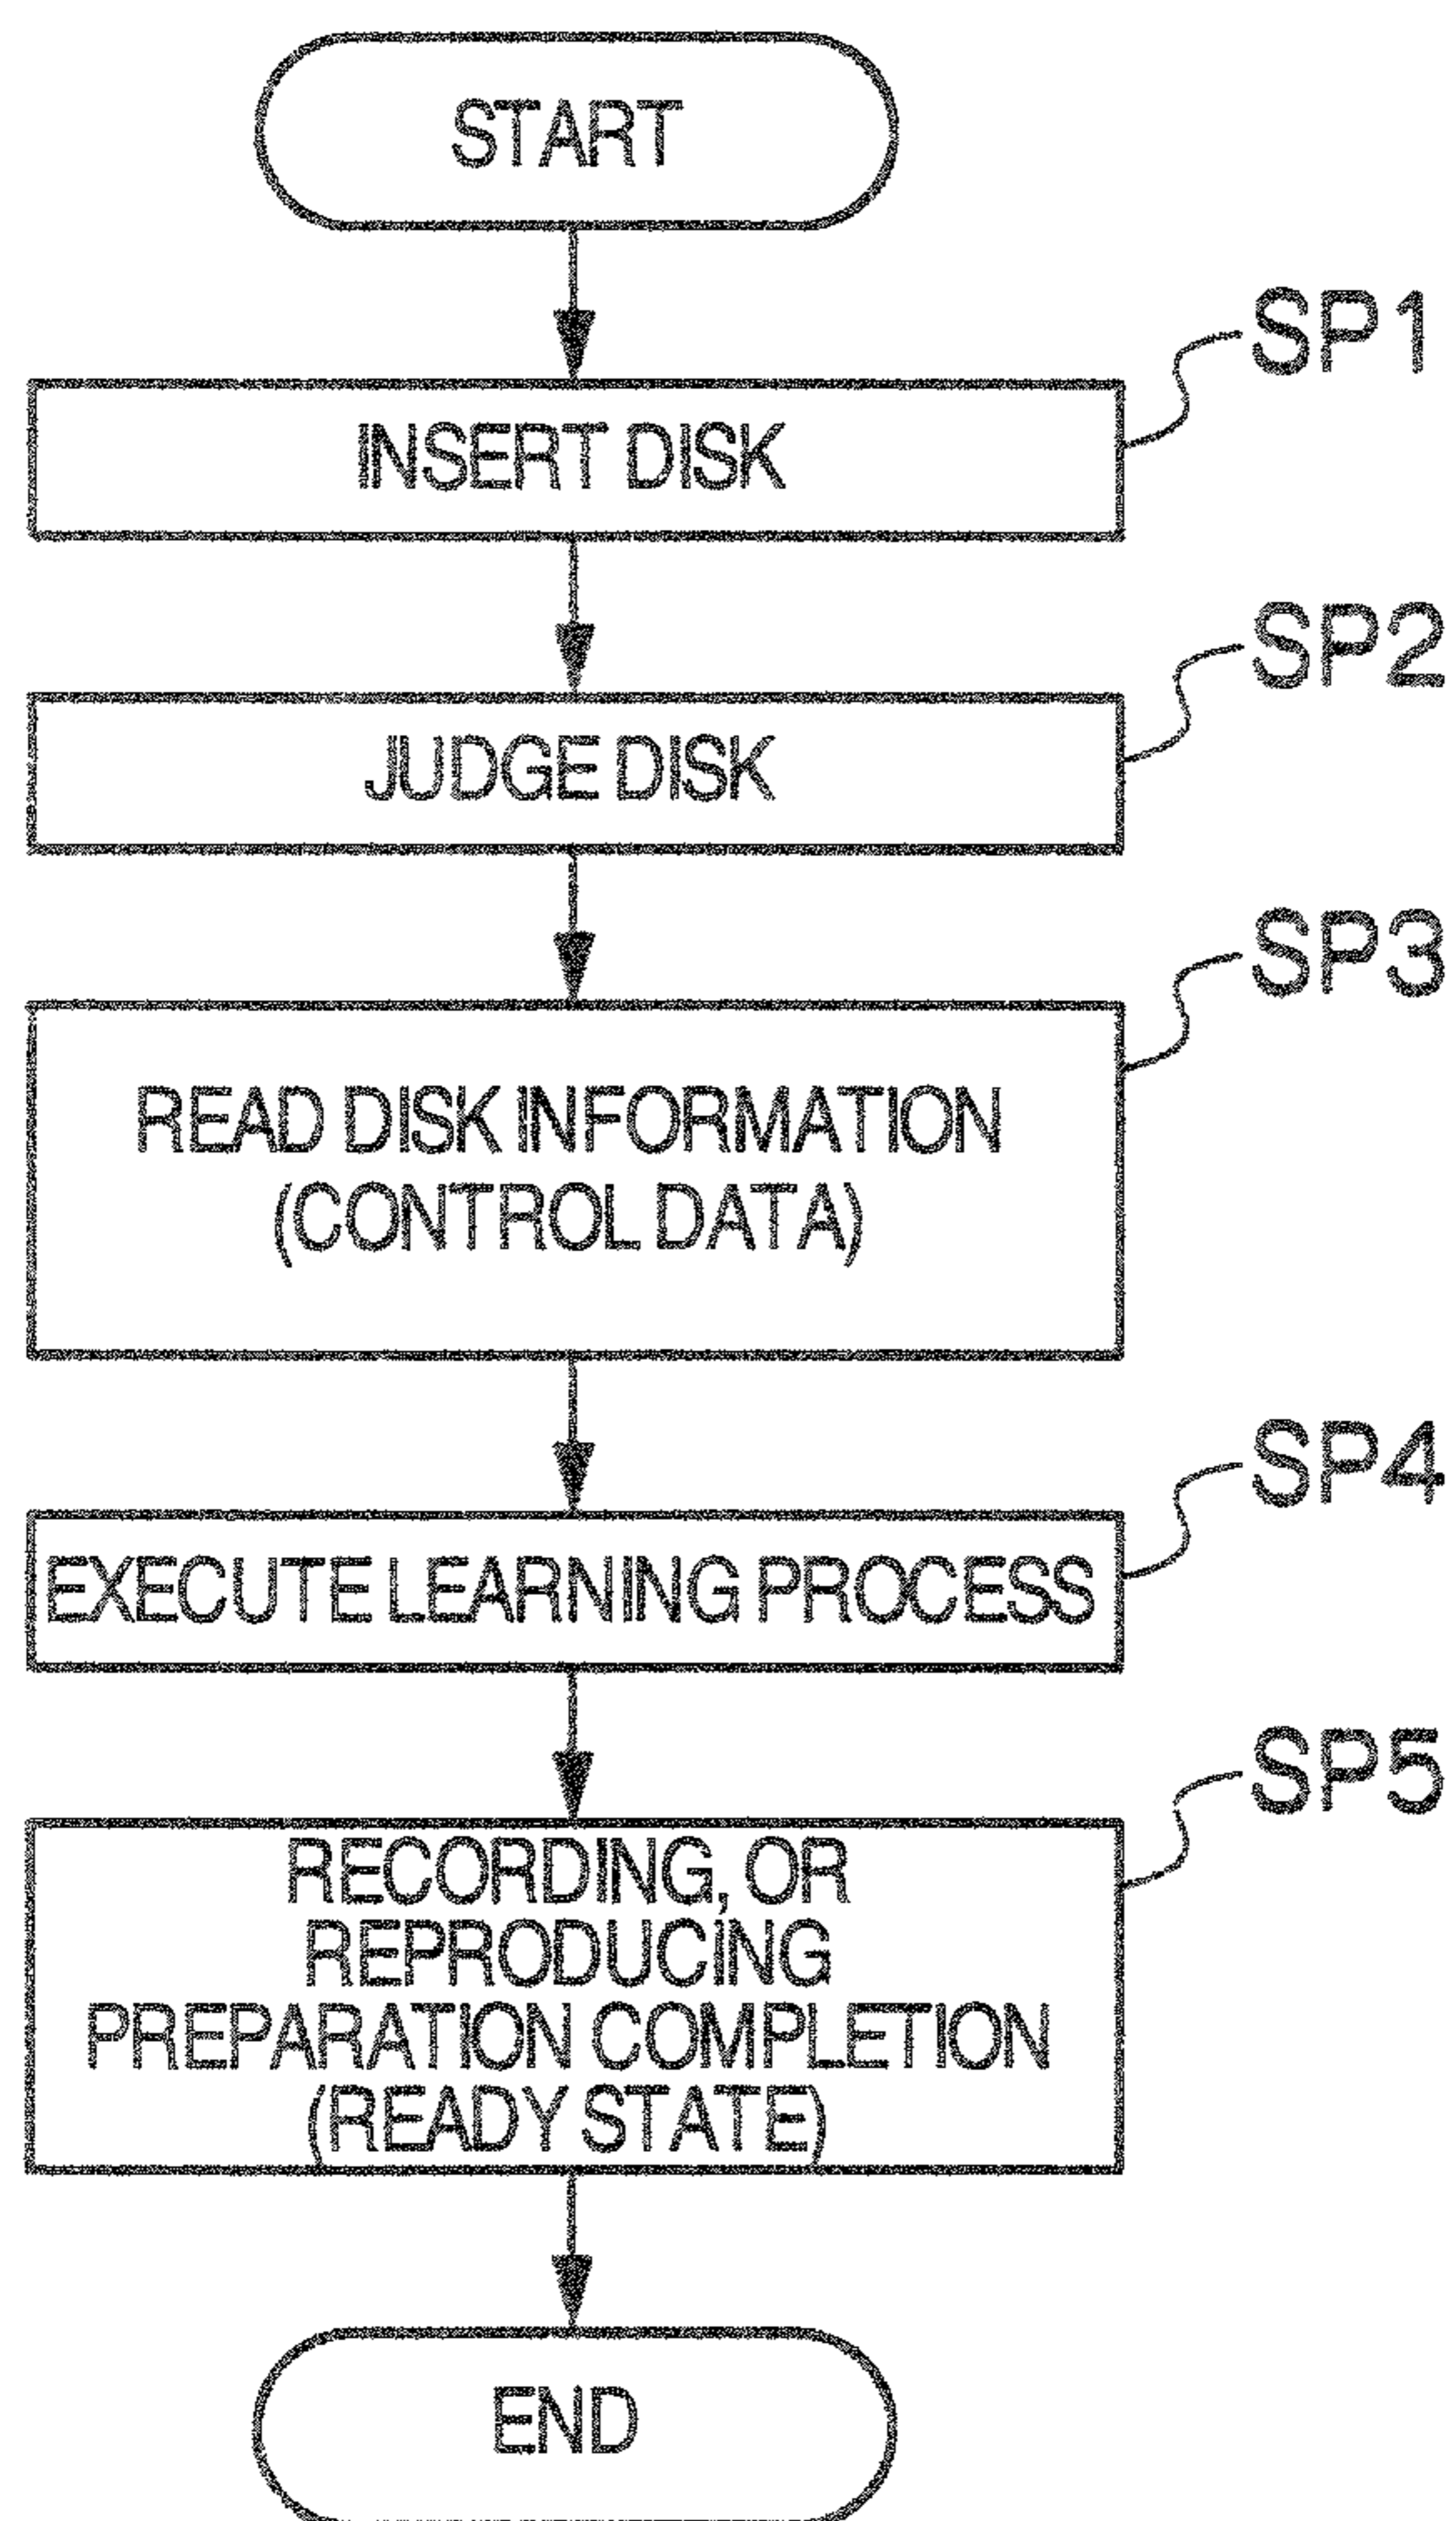 START
SP1
INSERT DISK
SP2
JUDGE DISK
SP3
READ DISK INFORMATION
(CONTROL DATA)
SP4
EXECUTE LEARNING PROCESS
SP5
RECORDING, OR
REPRODUCING
PREPARATION COMPLETION
(READY STATE)
END